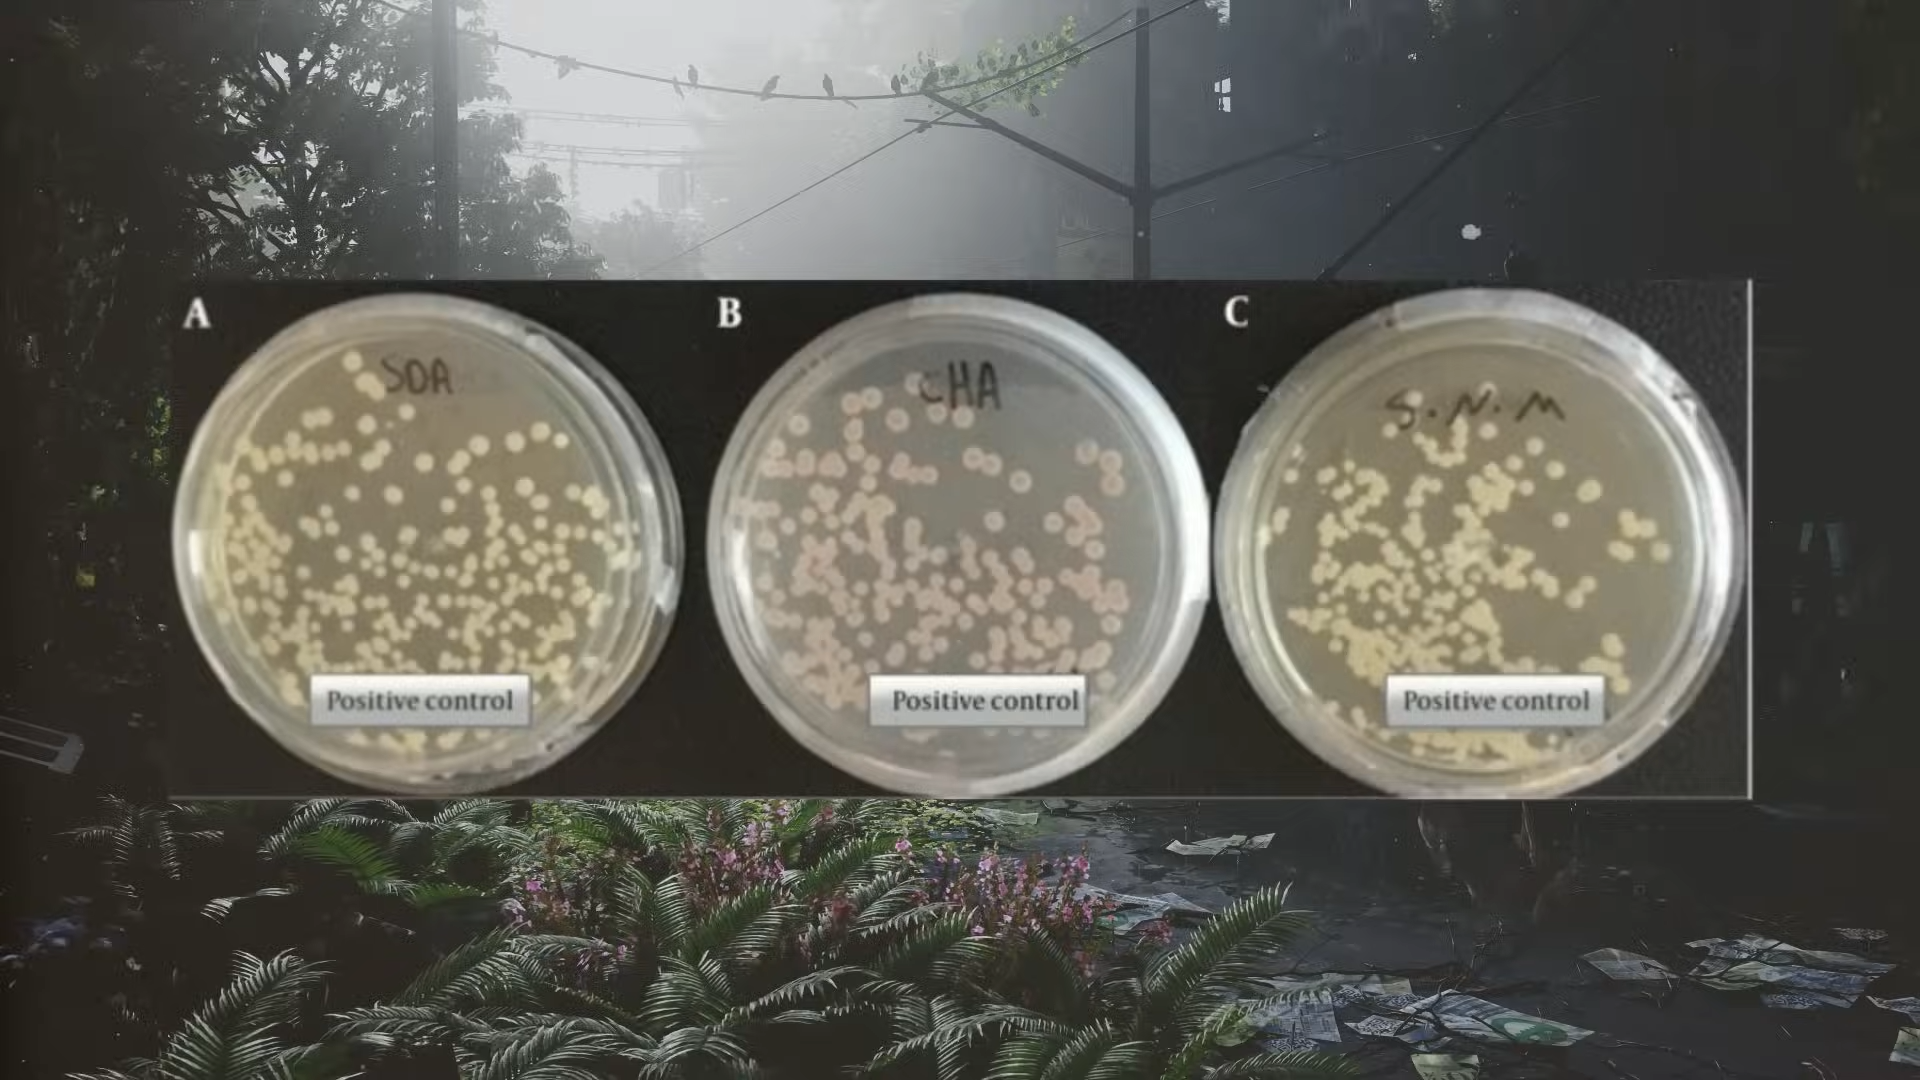 A
B
C
SDA
CHA
S.N.M
Positive control
Positive control
Positive control